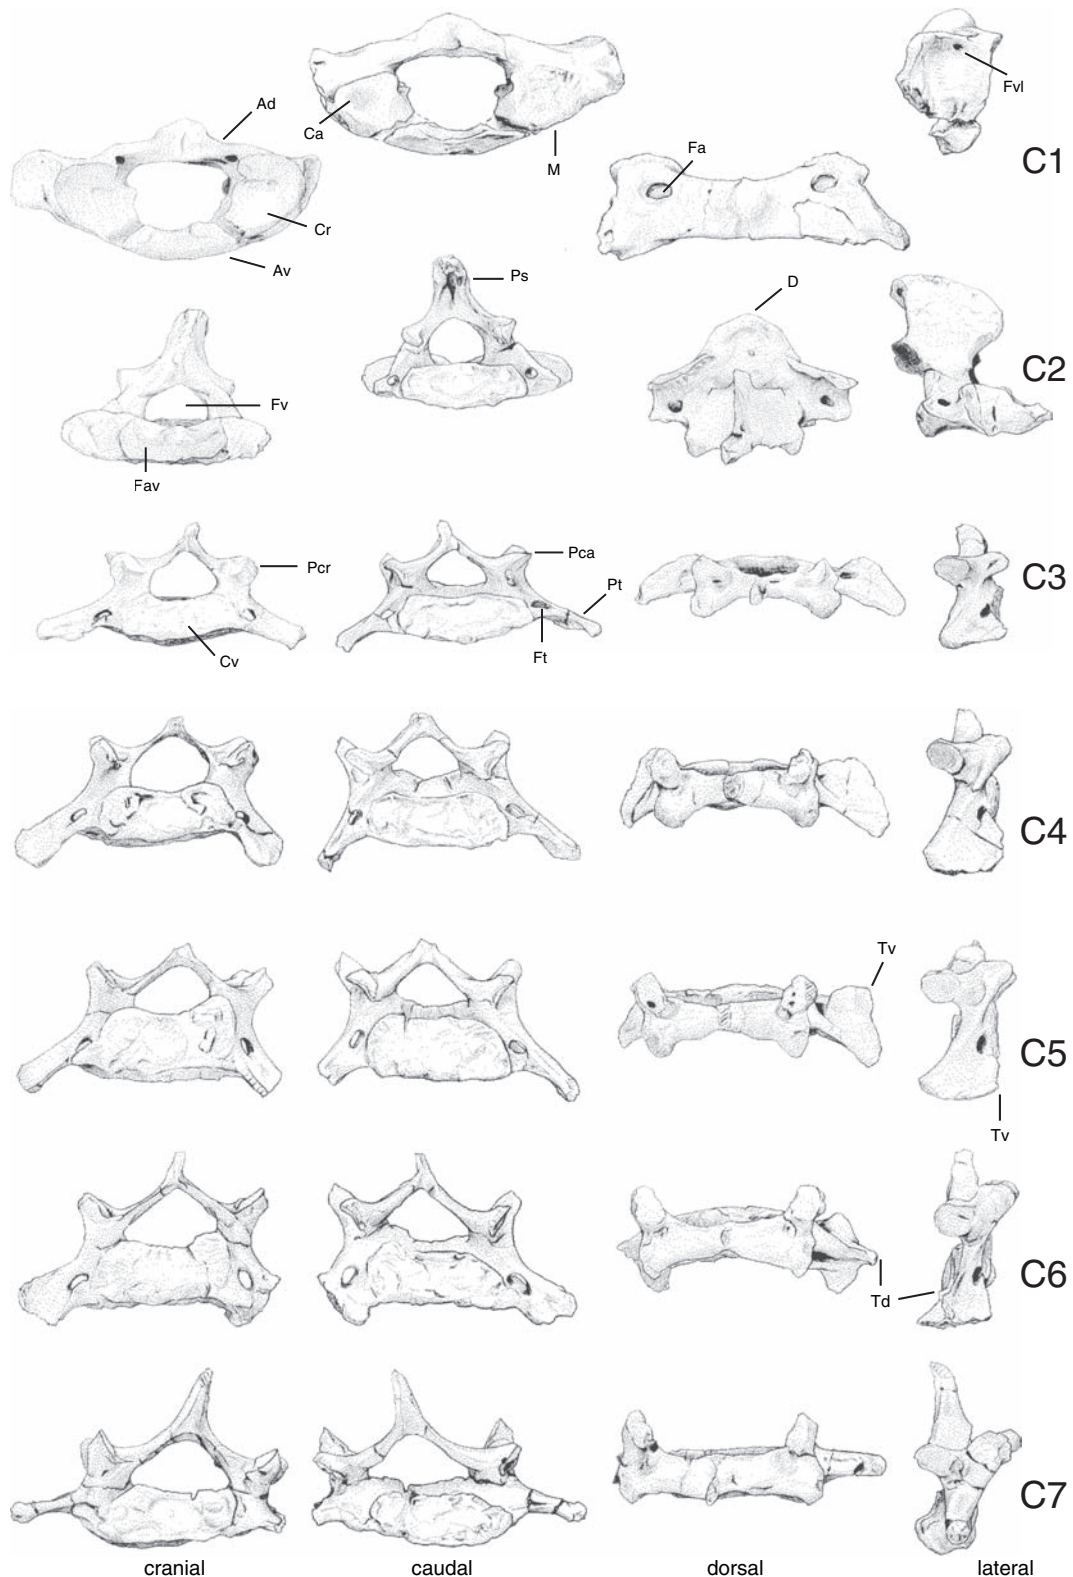 Ad
Ca
M
Fvl
Fa
C1
Cr
Av
Ps
D
C2
Fv
Fav
Pcr
Pca
Pt
C3
Cv
Ft
C4
Tv
C5
Tv
C6
Td
C7
cranial caudal dorsal lateral